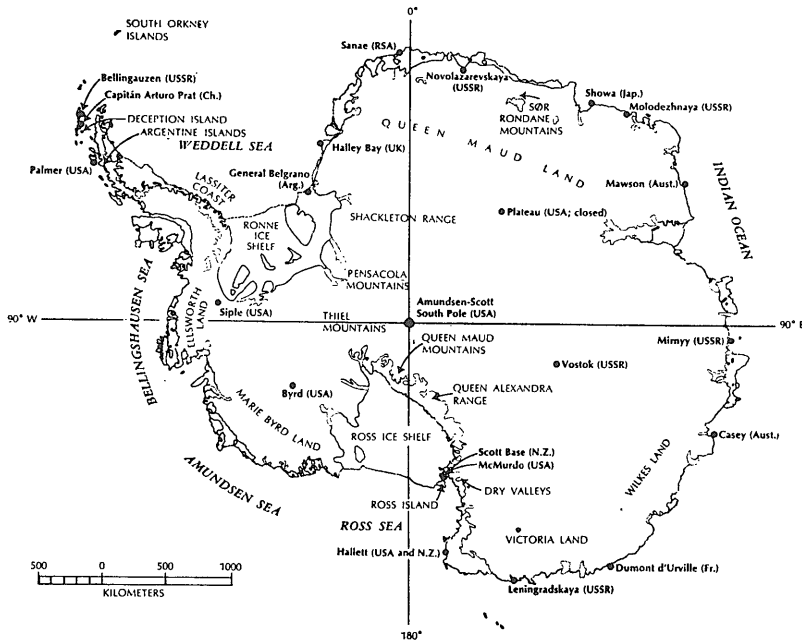 0°
SOUTH ORKNEY
ISLANDS
Sanae (RSA)
Novolazarevskaya
(USSR)
Bellingauzen (USSR)
Capitán Arturo Prat (Ch.)
DECEPTION ISLAND
ARGENTINE ISLANDS
WEDDELL SEA
Palmer (USA)
SØR
RONDANE
MOUNTAINS
Showa (Jap.)
Molodezhnaya (USSR)
QUEEN MAUD LAND
Halley Bay (UK)
General Belgrano
(Arg.)
LASSITER
COAST
Mawson (Aust.)
INDIAN OCEAN
SHACKLETON RANGE
Plateau (USA; closed)
RONNE
ICE
SHELF
PENSACOLA
MOUNTAINS
BELLINGSHAUSEN SEA
ELLSWORTH
LAND
Siple (USA)
THIEL
MOUNTAINS
Amundsen-Scott
South Pole (USA)
90° W
90° E
QUEEN MAUD
MOUNTAINS
Mirnyy (USSR)
Vostok (USSR)
Byrd (USA)
QUEEN ALEXANDRA
RANGE
MARIE BYRD LAND
ROSS ICE SHELF
Casey (Aust.)
WILKES LAND
Scott Base (N.Z.)
McMurdo (USA)
AMUNDSEN SEA
ROSS ISLAND
DRY VALLEYS
ROSS SEA
VICTORIA LAND
Hallett (USA and N.Z.)
Dumont d'Urville (Fr.)
Leningradskaya (USSR)
500 0 500 1000
KILOMETERS
180°